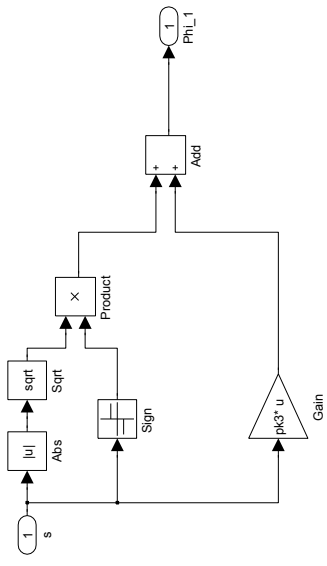 1
s
|u|
Abs
sqrt
Sqrt
Sign
×
Product
pk3* u
Gain
+
+
Add
1
Phi_1